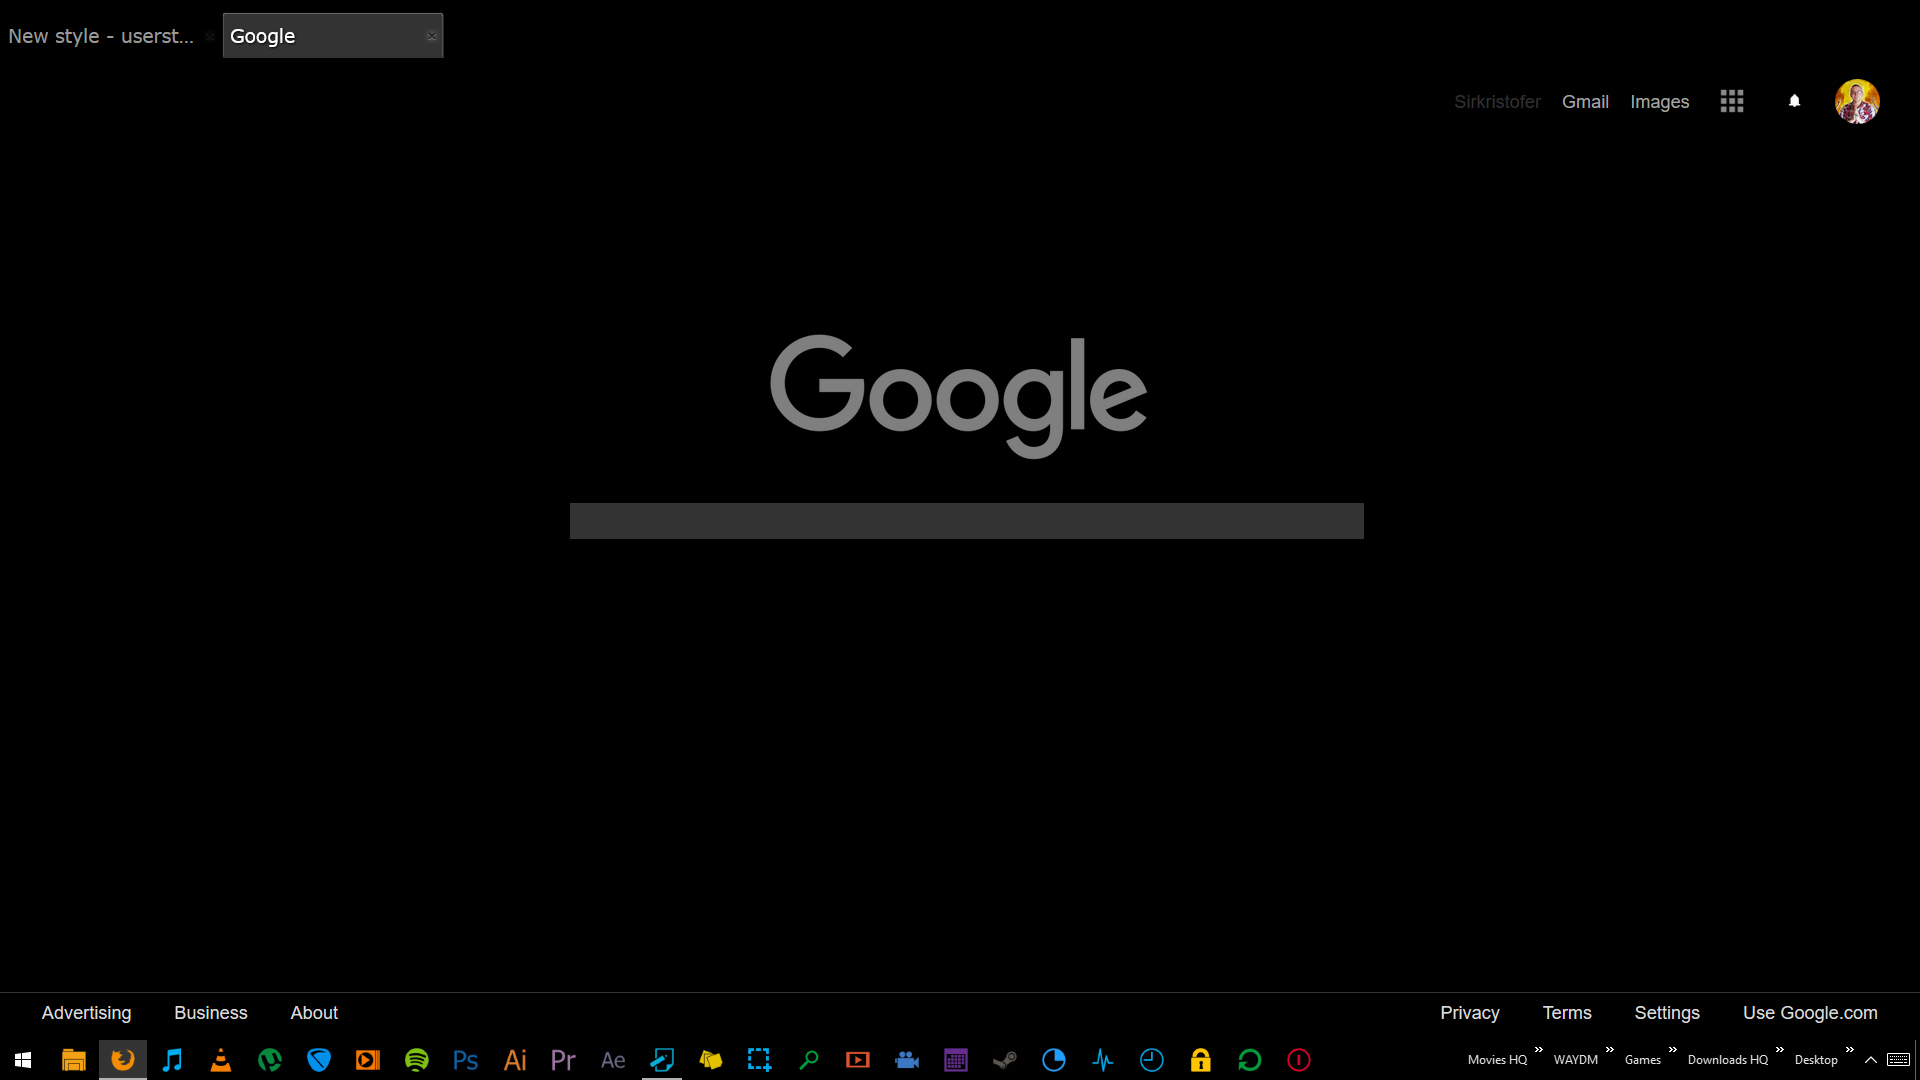 New style - userst...
Google
Sirkristofer Gmail Images
Google
Advertising Business About Privacy Terms Settings Use Google.com
Ps Ai Pr Ae Movies HQ » WAYDM » Games » Downloads HQ » Desktop »